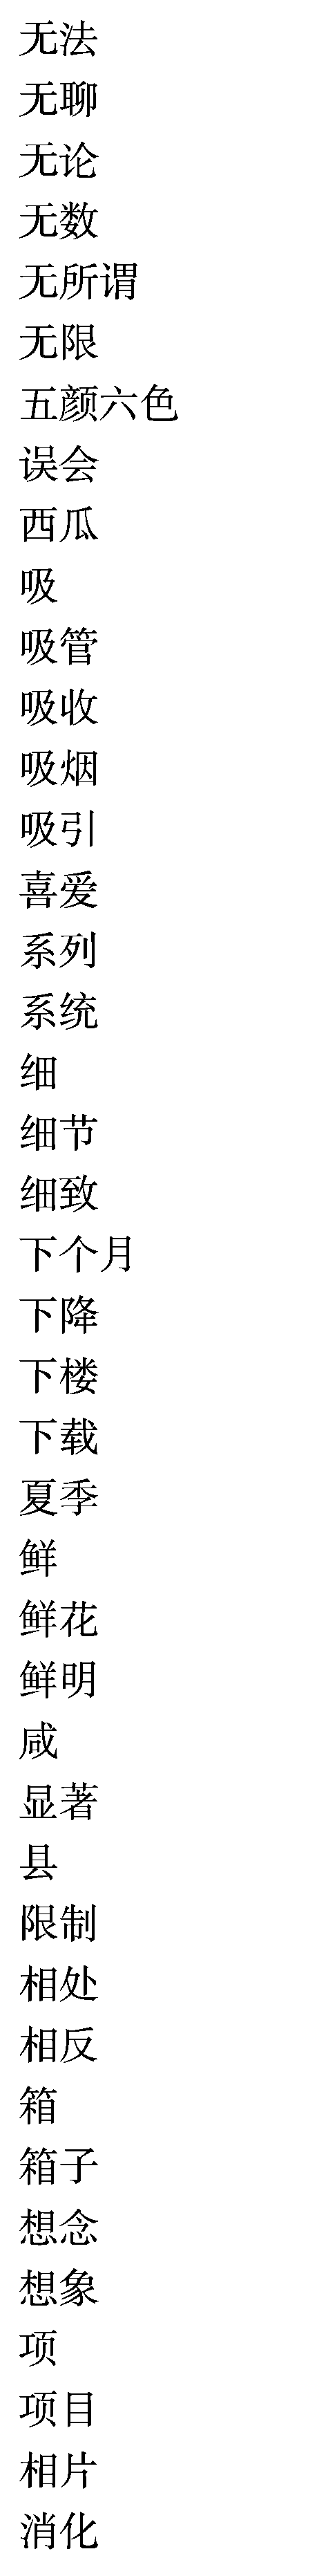 无法
无聊
无论
无数
无所谓
无限
五颜六色
误会
西瓜
吸
吸管
吸收
吸烟
吸引
喜爱
系列
系统
细
细节
细致
下个月
下降
下楼
下载
夏季
鲜
鲜花
鲜明
咸
显著
县
限制
相处
相反
箱
箱子
想念
想象
项
项目
相片
消化